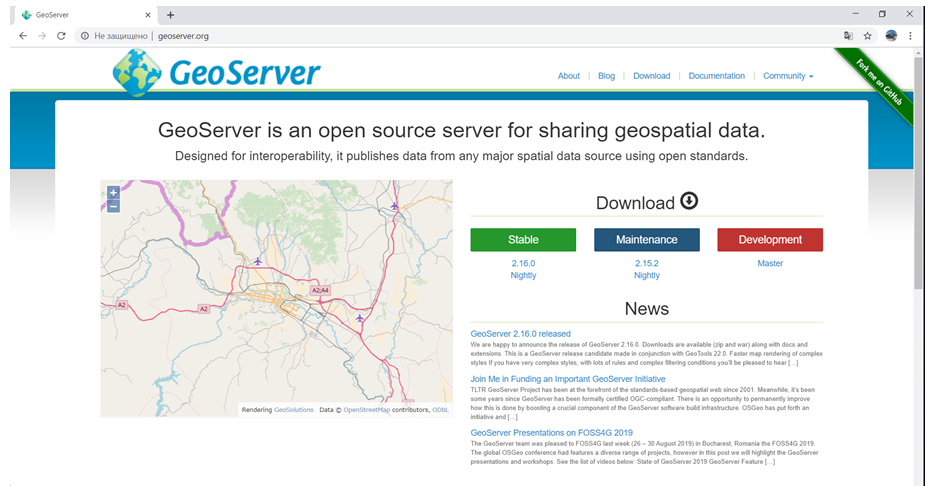 GeoServer
Не защищено | geoserver.org
GeoServer
About | Blog | Download | Documentation | Community
Fork me on GitHub
GeoServer is an open source server for sharing geospatial data.
Designed for interoperability, it publishes data from any major spatial data source using open standards.
+
−
A2
A2
A2;A4
Rendering GeoSolutions Data © OpenStreetMap contributors, ODbL
Download
Stable
Maintenance
Development
2.16.0
2.15.2
Master
Nightly
Nightly
News
GeoServer 2.16.0 released
We are happy to announce the release of GeoServer 2.16.0. Downloads are available (zip and war) along with docs and
extensions. This is a GeoServer release candidate made in conjunction with GeoTools 22.0. Faster map rendering of complex
styles If you have very complex styles, with lots of rules and complex filtering conditions you'll be pleased to hear […]
Join Me in Funding an Important GeoServer Initiative
TLTR GeoServer Project has been at the forefront of the standards-based geospatial web since 2001. Meanwhile, it's been
some years since GeoServer has been formally certified OGC-compliant. There is an opportunity to permanently improve
how this is done by boosting a crucial component of the GeoServer software build infrastructure. OSGeo has put forth an
initiative and […]
GeoServer Presentations on FOSS4G 2019
The GeoServer team was pleased to FOSS4G last week (26 – 30 August 2019) in Bucharest, Romania the FOSS4G 2019.
The global OSGeo conference had features a diverse range of projects, however in this post we will highlight the GeoServer
presentations and workshops. See the list of videos below: State of GeoServer 2019 GeoServer Feature […]